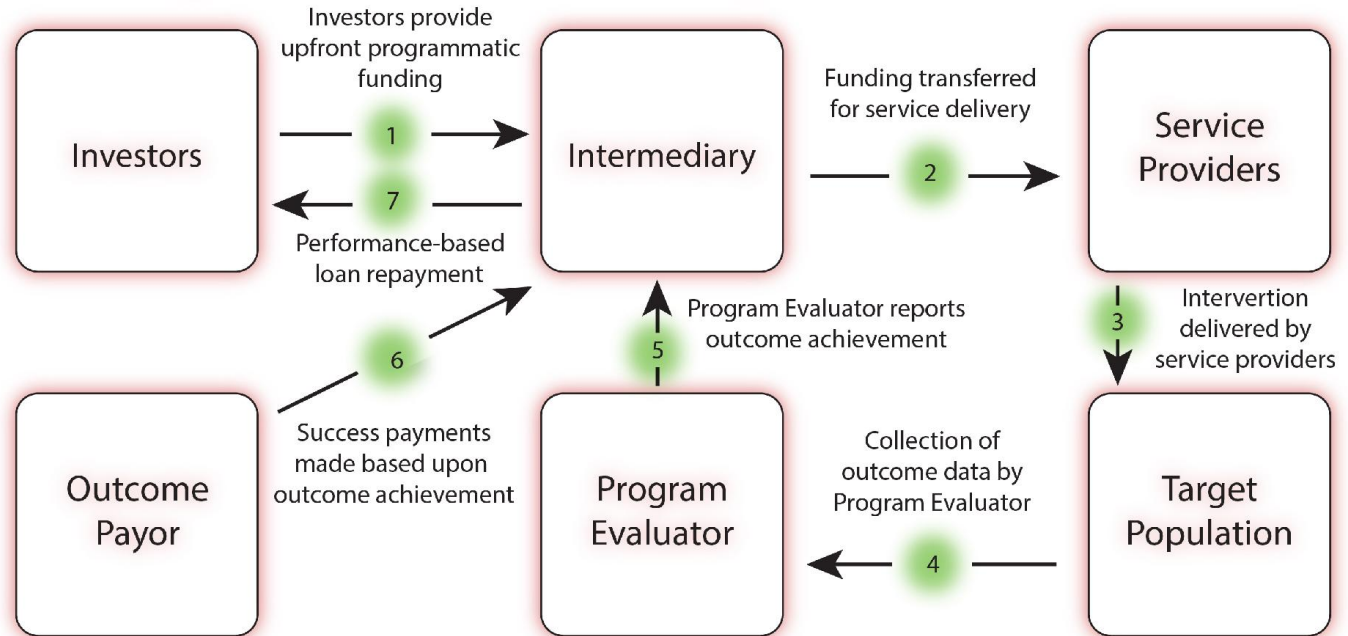 Investors
Investors provide
upfront programmatic
funding
1
7
Performance-based
loan repayment
Intermediary
Funding transferred
for service delivery
2
Service
Providers
3
Intervertion
delivered by
service providers
5
Program Evaluator reports
outcome achievement
6
Success payments
made based upon
outcome achievement
Outcome
Payor
Program
Evaluator
Collection of
outcome data by
Program Evaluator
4
Target
Population